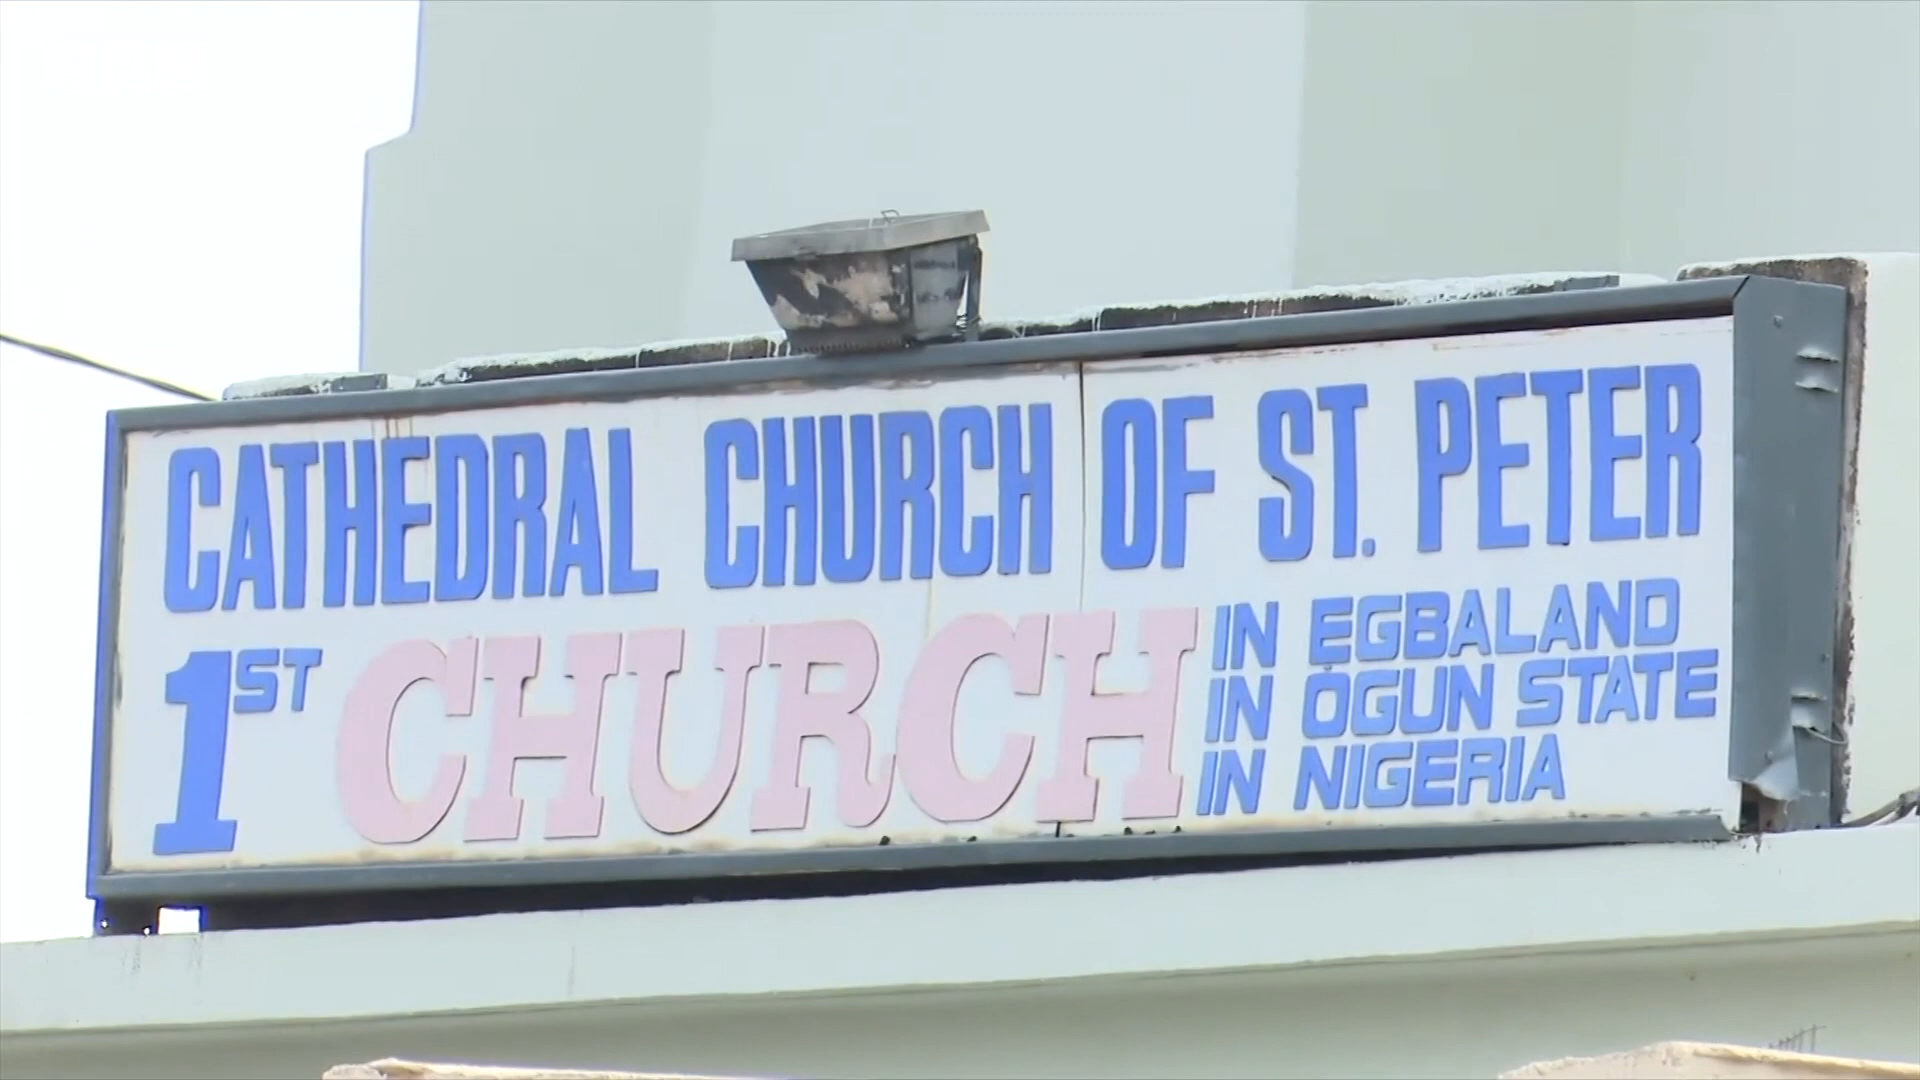 CATHEDRAL CHURCH OF ST. PETER
1ST CHURCH IN EGBALAND
IN OGUN STATE
IN NIGERIA